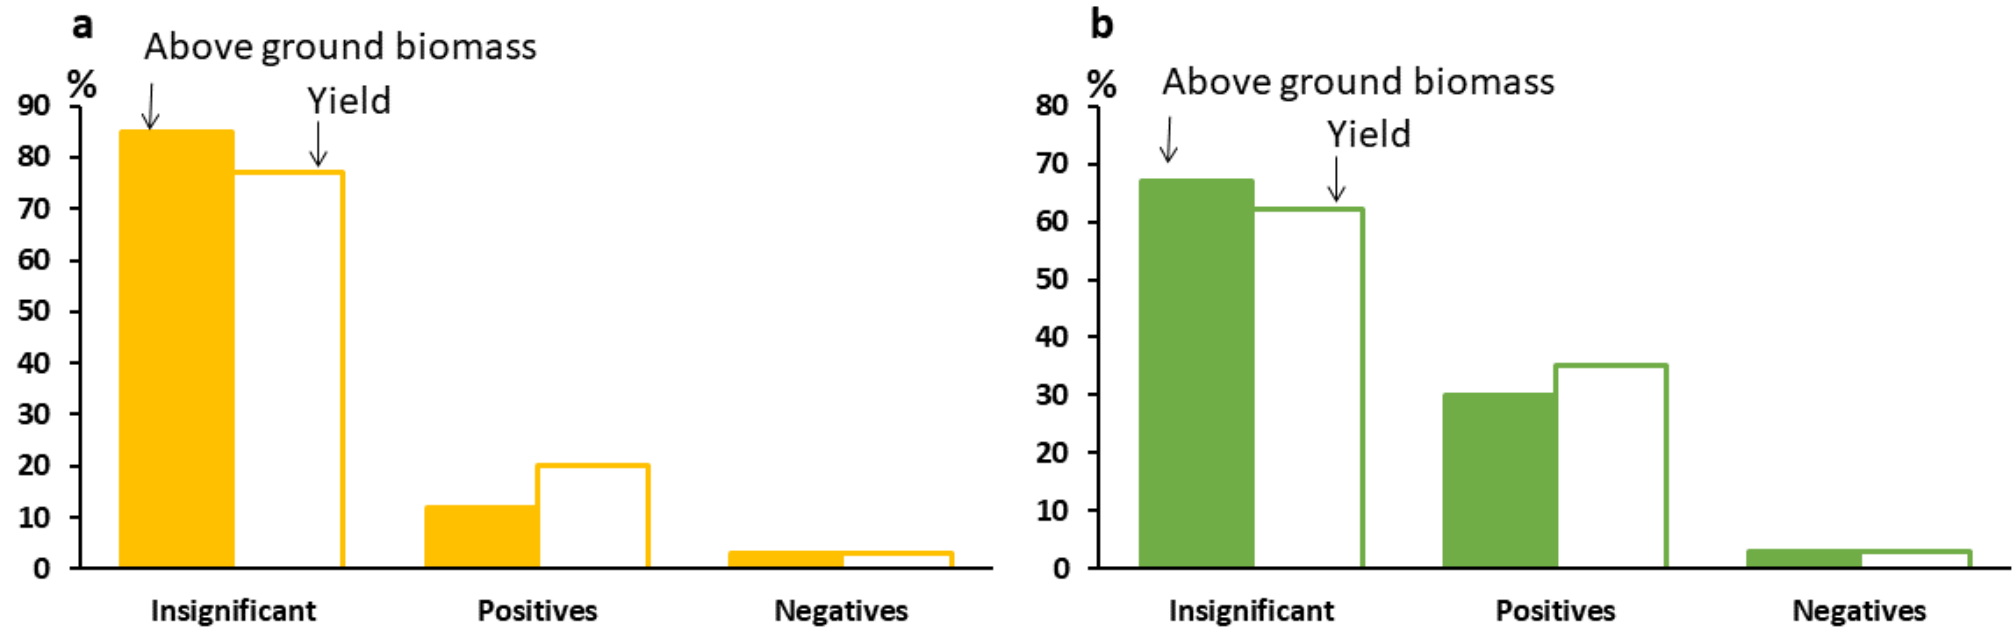 a
Above ground biomass
%
Yield
90
80
70
60
50
40
30
20
10
0
Insignificant Positives Negatives
b
% Above ground biomass
Yield
80
70
60
50
40
30
20
10
0
Insignificant Positives Negatives